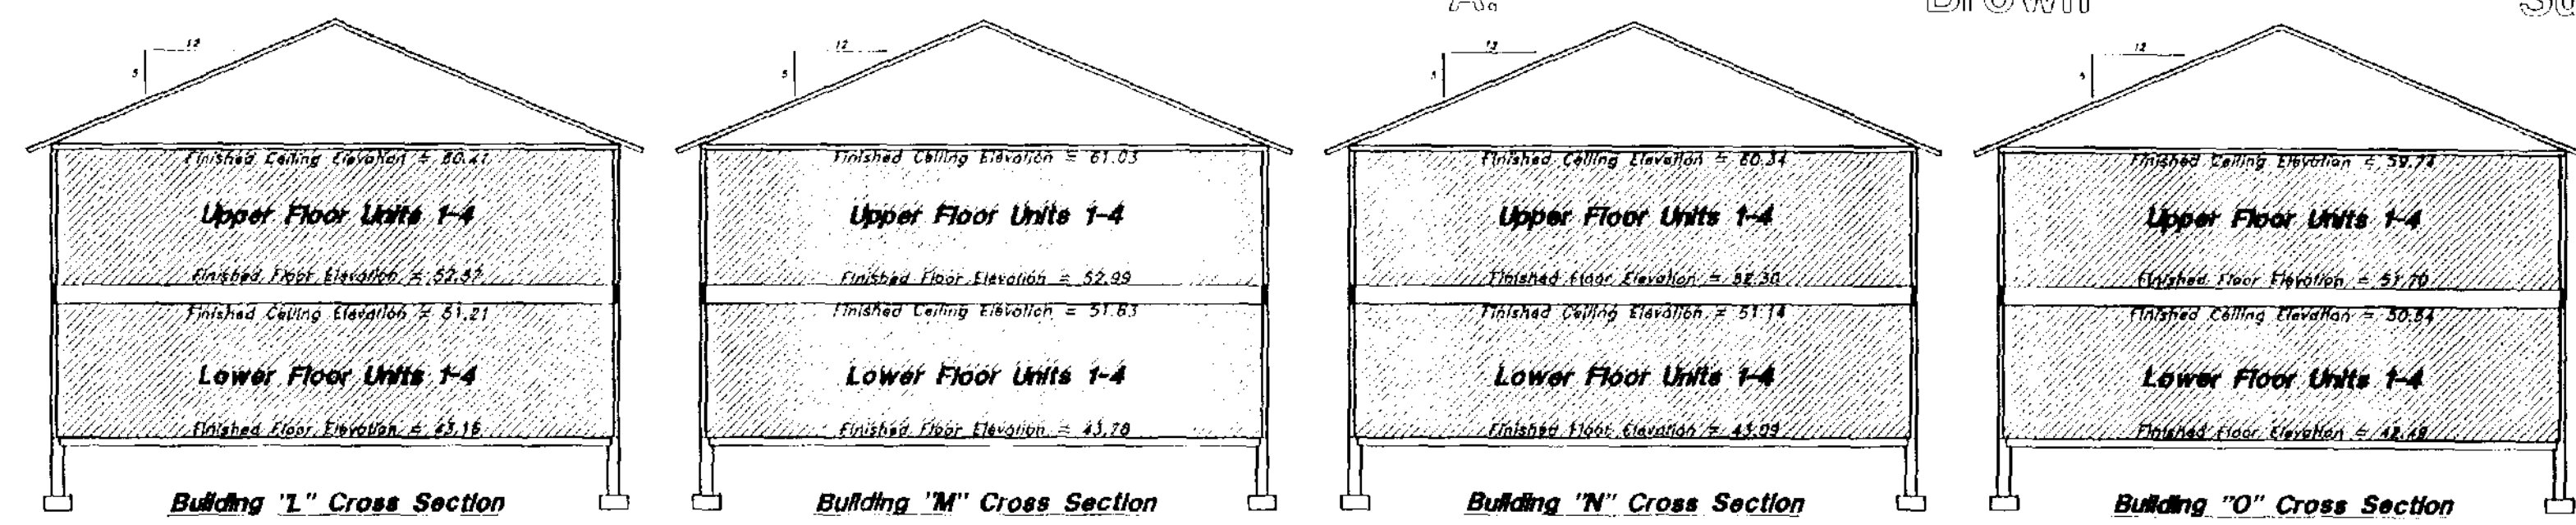 A. Brown
12
5
Finished Ceiling Elevation = 60.41
Upper Floor Units 1-4
Finished Floor Elevation = 52.37
Finished Ceiling Elevation = 51.21
Lower Floor Units 1-4
Finished Floor Elevation = 43.16
Building "L" Cross Section
12
5
Finished Ceiling Elevation = 61.03
Upper Floor Units 1-4
Finished Floor Elevation = 52.99
Finished Ceiling Elevation = 51.83
Lower Floor Units 1-4
Finished Floor Elevation = 43.78
Building "M" Cross Section
12
5
Finished Ceiling Elevation = 60.34
Upper Floor Units 1-4
Finished Floor Elevation = 52.30
Finished Ceiling Elevation = 51.14
Lower Floor Units 1-4
Finished Floor Elevation = 43.09
Building "N" Cross Section
12
5
Finished Ceiling Elevation = 59.74
Upper Floor Units 1-4
Finished Floor Elevation = 51.70
Finished Ceiling Elevation = 50.54
Lower Floor Units 1-4
Finished Floor Elevation = 42.49
Building "O" Cross Section